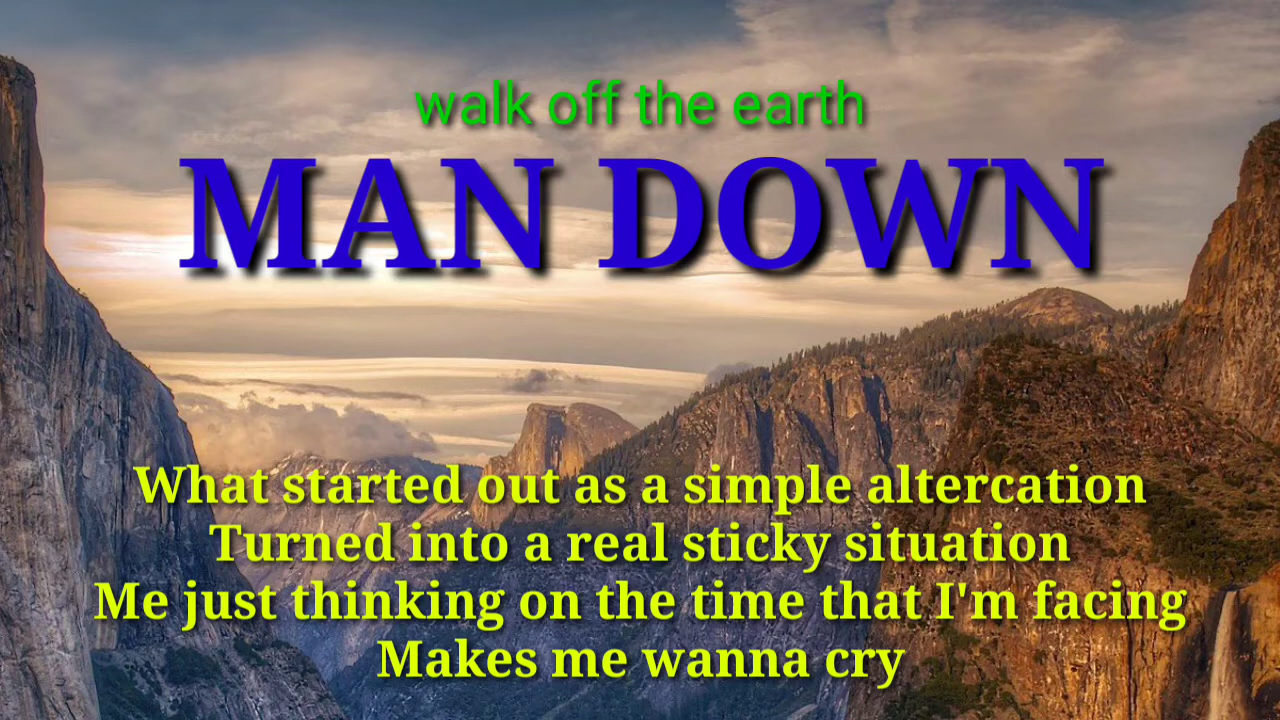 walk off the earth
MAN DOWN
What started out as a simple altercation
Turned into a real sticky situation
Me just thinking on the time that I'm facing
Makes me wanna cry